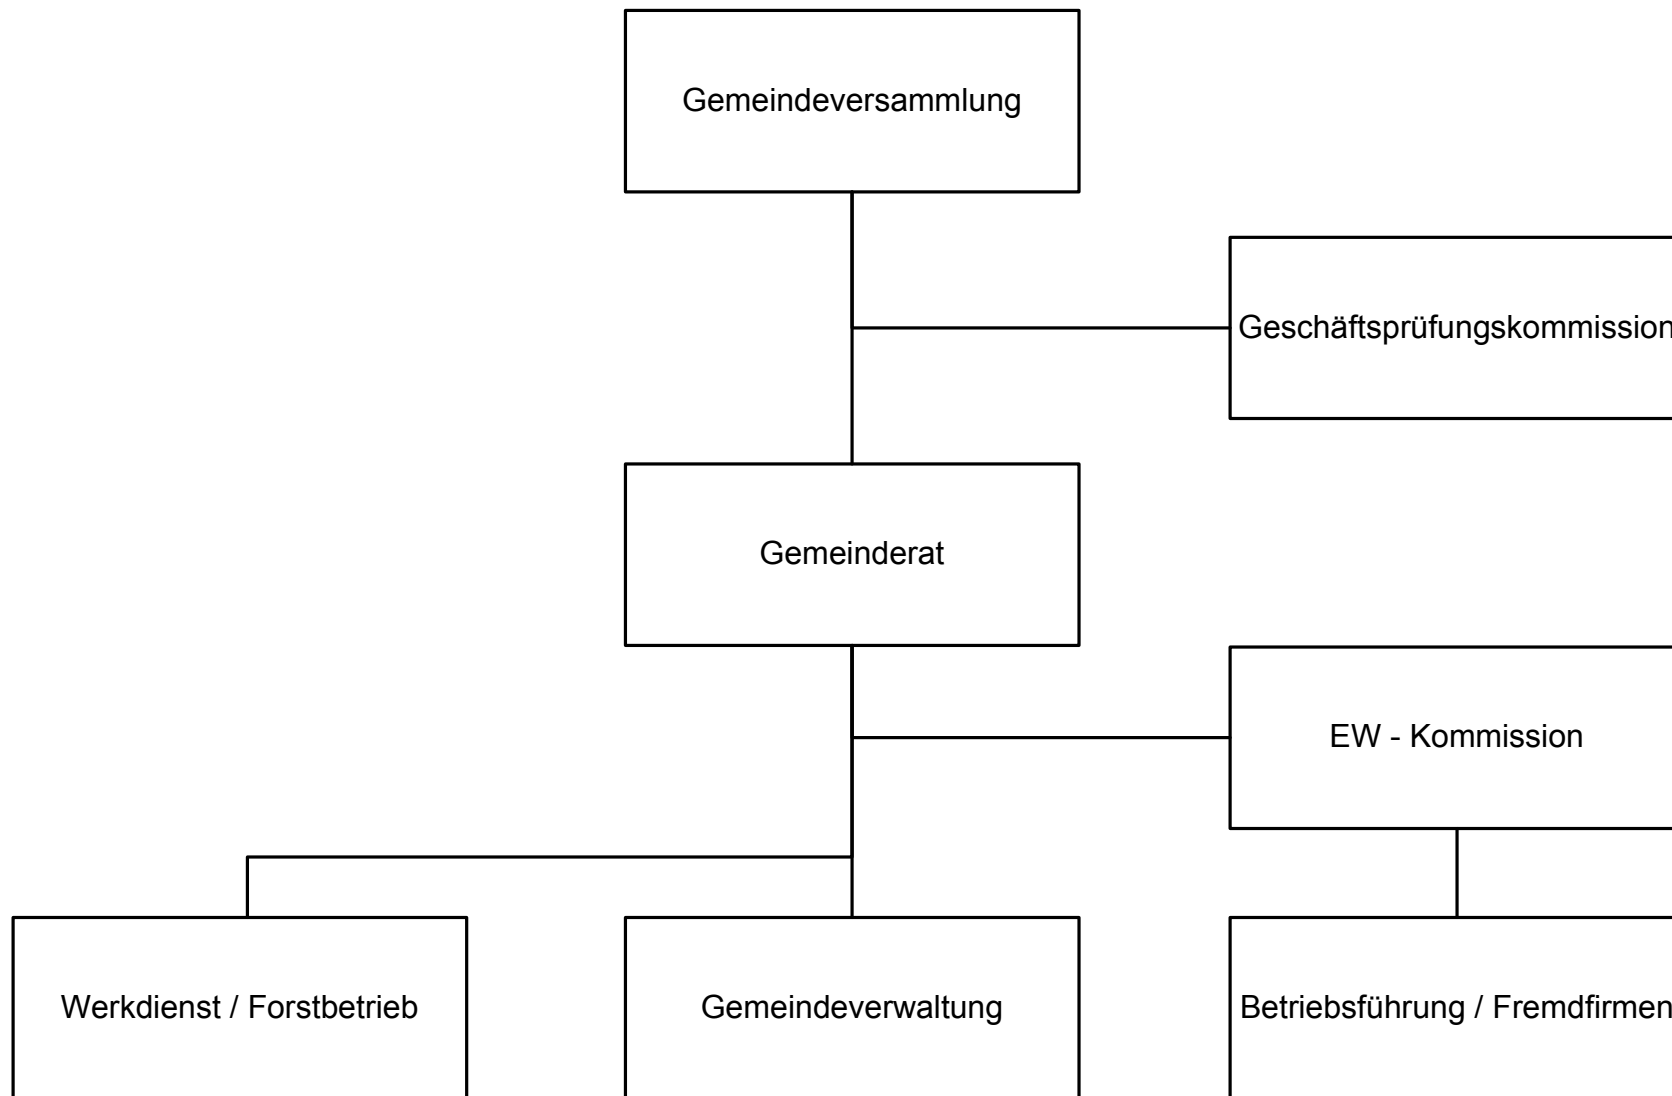 Gemeindeversammlung
Geschäftsprüfungskommission
Gemeinderat
EW - Kommission
Werkdienst / Forstbetrieb
Gemeindeverwaltung
Betriebsführung / Fremdfirmen